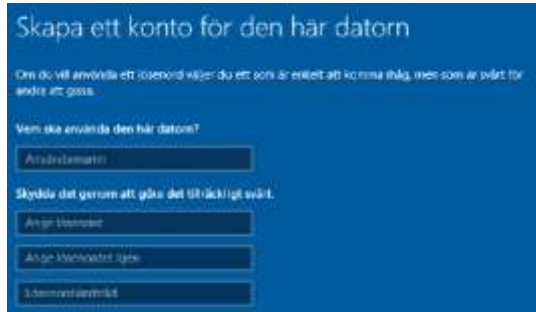 Skapa ett konto för den här datorn
Om du vill använda ett lösenord väljer du ett som är enkelt att komma ihåg, men som är svårt för
andra att gissa.
Vem ska använda den här datorn?
Användarnamn
Skydda det genom att göra det tillräckligt svårt.
Ange lösenordet
Ange lösenordet igen
Lösenordsledtråd